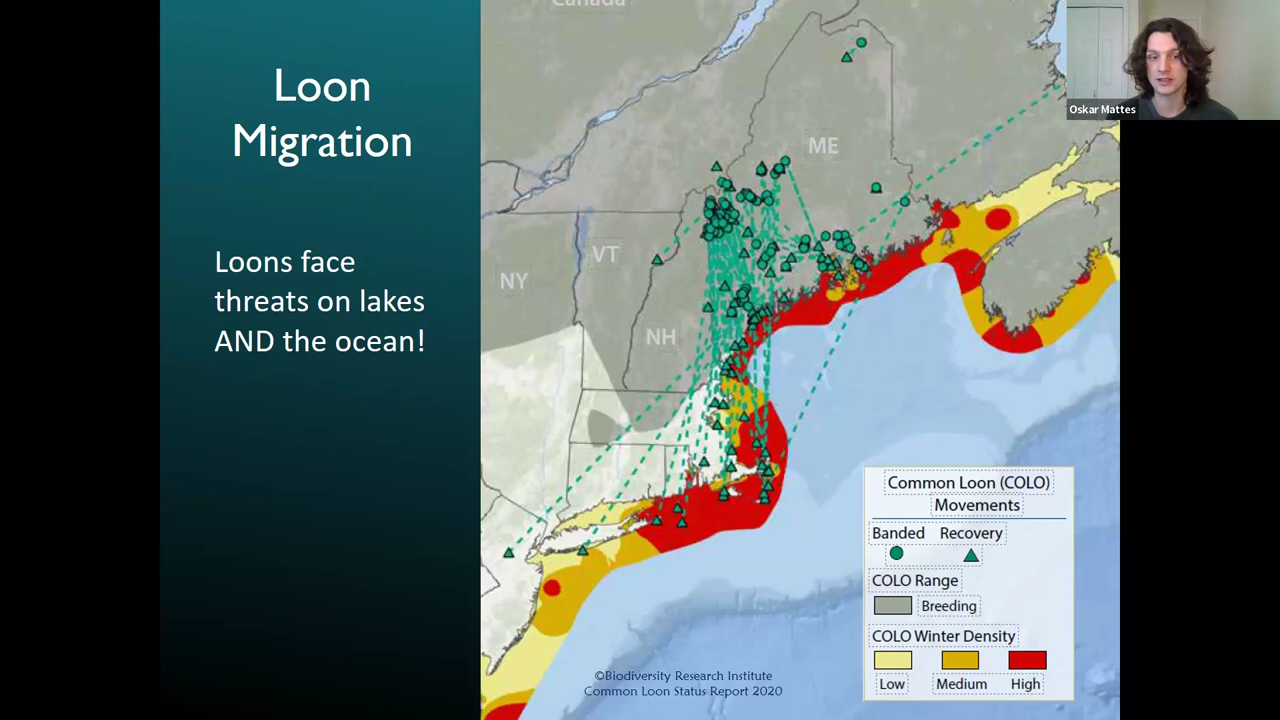 Loon
Migration
Loons face
threats on lakes
AND the ocean!
Canada
ME
VT
NY
NH
Common Loon (COLO)
Movements
Banded Recovery
COLO Range
Breeding
COLO Winter Density
Low Medium High
©Biodiversity Research Institute
Common Loon Status Report 2020
Oskar Mattes